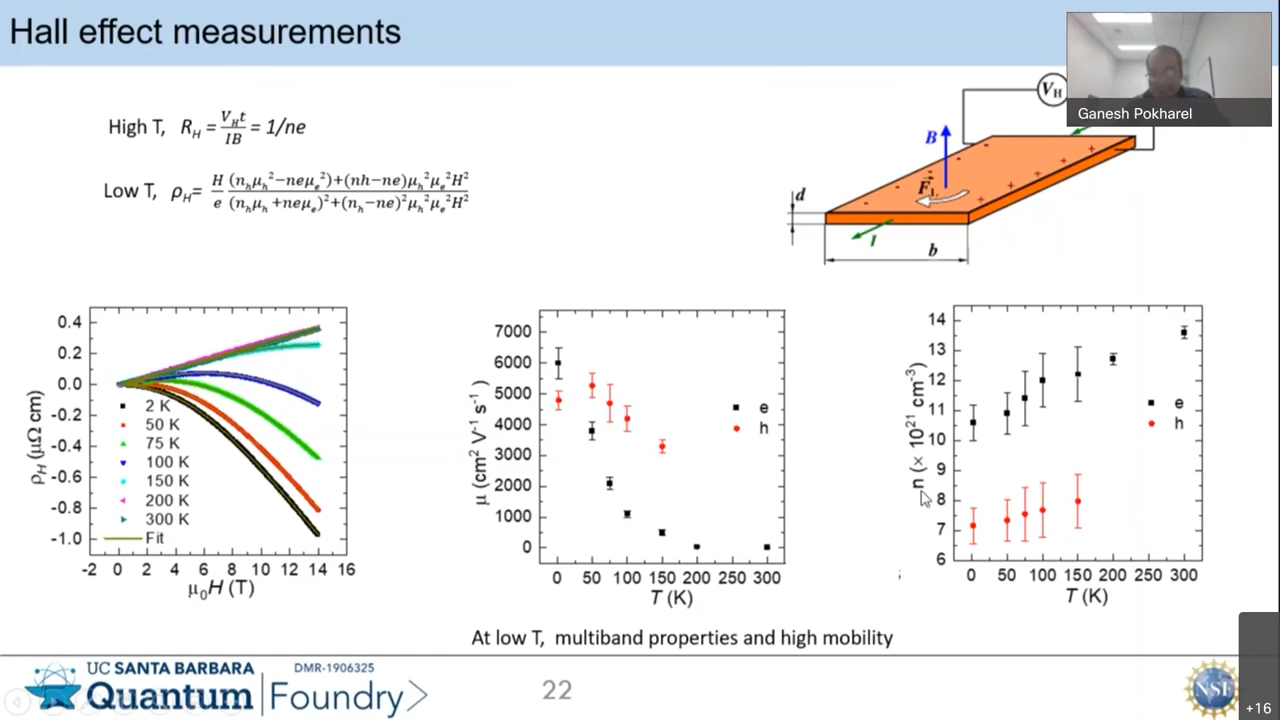 Hall effect measurements
Ganesh Pokharel
High T, R_H = V_H t / IB = 1/ne
Low T, ρ_H = H/e (n_hμ_h²−neμ_e²)+(nh−ne)μ_h²μ_e²H² / (n_hμ_h +neμ_e)²+(n_h−ne)²μ_h²μ_e²H²
V_H
B
F_L
d
I
b
ρ_H (μΩ cm)
0.4
0.2
0.0
-0.2
-0.4
-0.6
-0.8
-1.0
2 K
50 K
75 K
100 K
150 K
200 K
300 K
Fit
-2 0 2 4 6 8 10 12 14 16
μ₀H (T)
μ (cm² V⁻¹ s⁻¹ )
7000
6000
5000
4000
3000
2000
1000
0
e
h
0 50 100 150 200 250 300
T (K)
n (× 10²¹ cm⁻³)
14
13
12
11
10
9
8
7
6
e
h
0 50 100 150 200 250 300
T (K)
At low T, multiband properties and high mobility
UC SANTA BARBARA
Quantum Foundry
DMR-1906325
22
NSF
+16